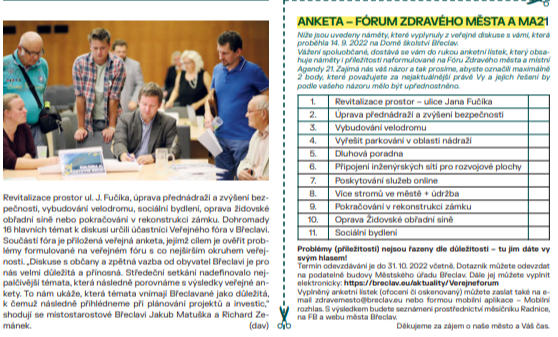 Revitalizace prostor ul. J. Fučíka, úprava přednádraží a zvýšení bez-
pečnosti, vybudování velodromu, sociální bydlení, oprava židovské
obřadní síně nebo pokračování v rekonstrukci zámku. Dohromady
16 hlavních témat k diskusi určili účastníci Veřejného fóra v Břeclavi.
Součástí fóra je přiložená veřejná anketa, jejímž cílem je ověřit prob-
lémy formulované na veřejném fóru s co nejširším okruhem veřej-
nosti. „Diskuse s občany a zpětná vazba od obyvatel Břeclavi je pro
nás velmi důležitá a přínosná. Středeční setkání nadefinovalo nej-
palčivější témata, která následně porovnáme s výsledky veřejné an-
kety. To nám ukáže, která témata vnímají Břeclavané jako důležitá,
k čemuž následně přihlédneme při plánování projektů a investic,“
shodují se místostarostové Břeclavi Jakub Matuška a Richard Ze-
mánek. (dav)
ANKETA – FÓRUM ZDRAVÉHO MĚSTA A MA21
Níže jsou uvedeny náměty, které vyplynuly z veřejné diskuse s vámi, která
proběhla 14. 9. 2022 na Domě školství Břeclav.
Vážení spoluobčané, dostává se vám do rukou anketní lístek, který obsa-
huje náměty i příležitosti naformulované na Fóru Zdravého města a místní
Agendy 21. Zajímá nás váš názor a tak prosíme, abyste označili maximálně
2 body, které považujete za nejaktuálnější právě Vy a jejich řešení by
podle vašeho názoru mělo být upřednostněno.
1. Revitalizace prostor – ulice Jana Fučíka
2. Úprava přednádraží a zvýšení bezpečnosti
3. Vybudování velodromu
4. Vyřešit parkování v oblasti nádraží
5. Dluhová poradna
6. Připojení inženýrských sítí pro rozvojové plochy
7. Poskytování služeb online
8. Více stromů ve městě + údržba
9. Pokračování v rekonstrukci zámku
10. Oprava Židovské obřadní síně
11. Sociální bydlení
Problémy (příležitosti) nejsou řazeny dle důležitosti – tu jim dáte vy
svým hlasem!
Termín odevzdávání je do 31. 10. 2022 včetně. Dotazník můžete odevzdat
na podatelně budovy Městského úřadu Břeclav. Dále jej můžete vyplnit
elektronicky: https://breclav.eu/aktuality/Verejneforum
Vyplněný anketní lístek (ofocení či oskenovaný) můžete zaslat také na e-
mail zdravemesto@breclav.eu nebo formou mobilní aplikace – Mobilní
rozhlas. S výsledkem budete seznámeni prostřednictvím měsíčníku Radnice,
na FB a webu města Břeclav.
Děkujeme za zájem o naše město a Váš čas.